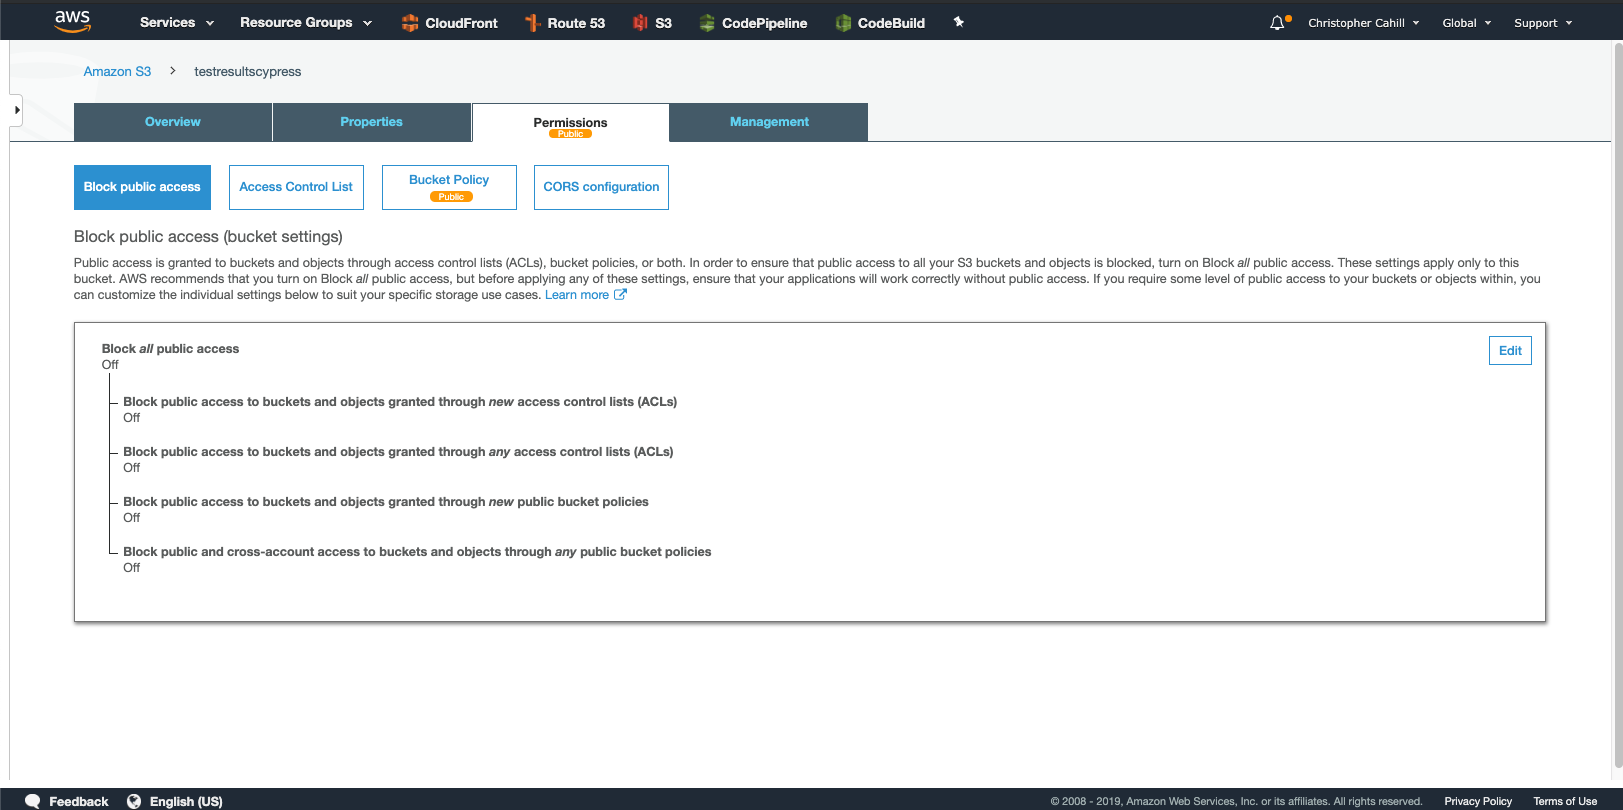 aws Services Resource Groups CloudFront Route 53 S3 CodePipeline CodeBuild Christopher Cahill Global Support
Amazon S3 testresultscypress
Overview Properties Permissions Management
Public
Block public access Access Control List Bucket Policy CORS configuration
Public
Block public access (bucket settings)
Public access is granted to buckets and objects through access control lists (ACLs), bucket policies, or both. In order to ensure that public access to all your S3 buckets and objects is blocked, turn on Block all public access. These settings apply only to this
bucket. AWS recommends that you turn on Block all public access, but before applying any of these settings, ensure that your applications will work correctly without public access. If you require some level of public access to your buckets or objects within, you
can customize the individual settings below to suit your specific storage use cases. Learn more
Block all public access
Off
Edit
Block public access to buckets and objects granted through new access control lists (ACLs)
Off
Block public access to buckets and objects granted through any access control lists (ACLs)
Off
Block public access to buckets and objects granted through new public bucket policies
Off
Block public and cross-account access to buckets and objects through any public bucket policies
Off
Feedback English (US) © 2008 - 2019, Amazon Web Services, Inc. or its affiliates. All rights reserved. Privacy Policy Terms of Use